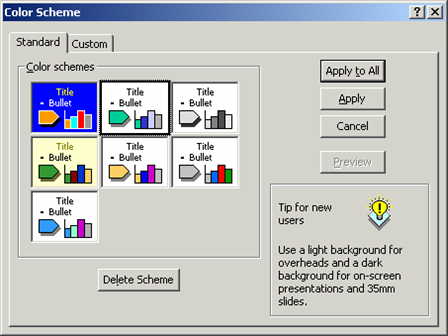 Color Scheme
Standard
Custom
Color schemes
Title
Bullet
Title
Bullet
Title
Bullet
Title
Bullet
Title
Bullet
Title
Bullet
Title
Bullet
Delete Scheme
Apply to All
Apply
Cancel
Preview
Tip for new
users
Use a light background for
overheads and a dark
background for on-screen
presentations and 35mm
slides.